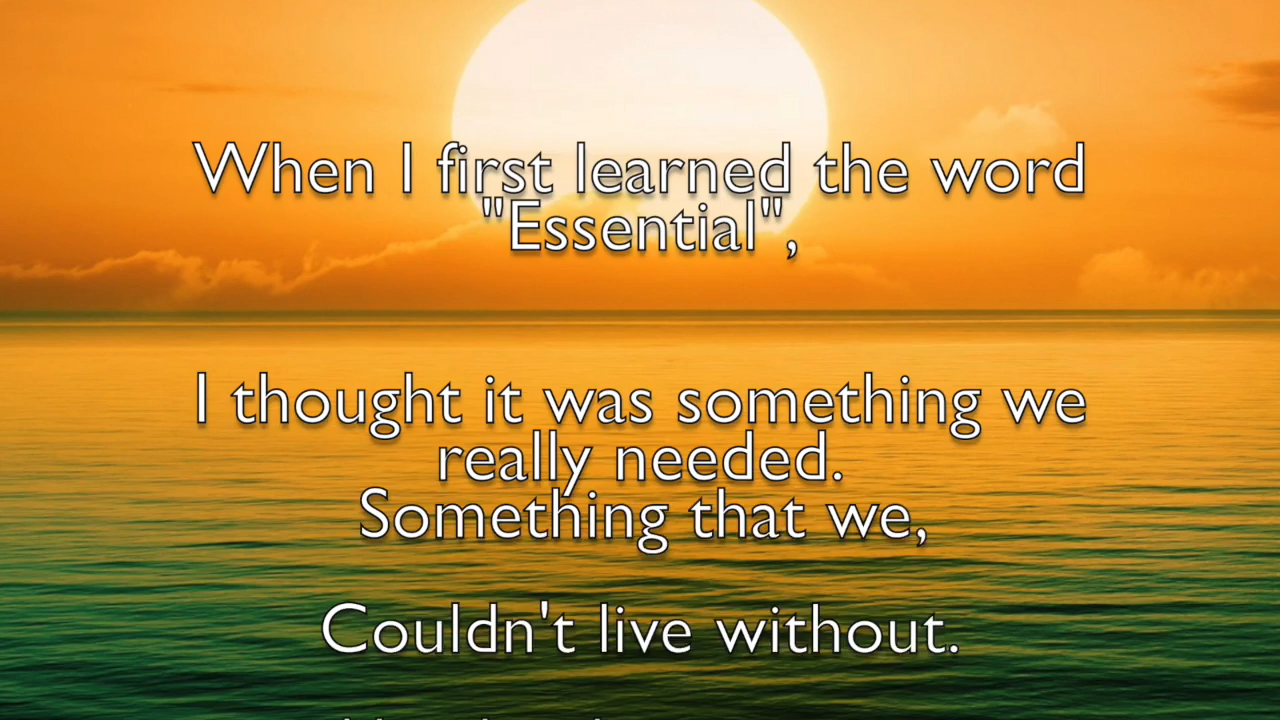 When I first learned the word
"Essential",
I thought it was something we
really needed.
Something that we,
Couldn't live without.